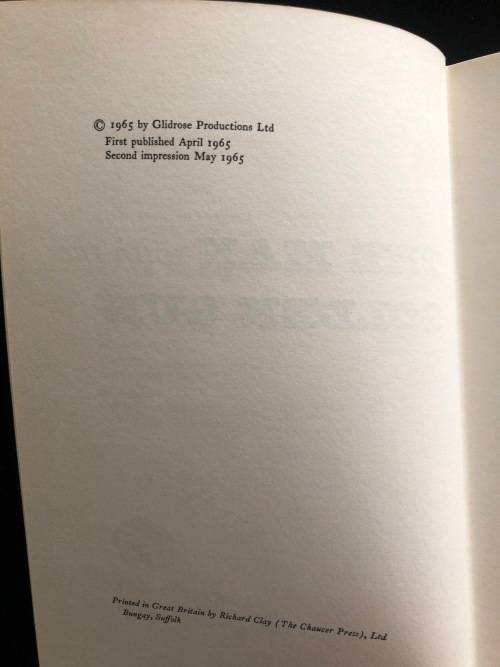 © 1965 by Glidrose Productions Ltd
First published April 1965
Second impression May 1965
Printed in Great Britain by Richard Clay (The Chaucer Press), Ltd
Bungay, Suffolk